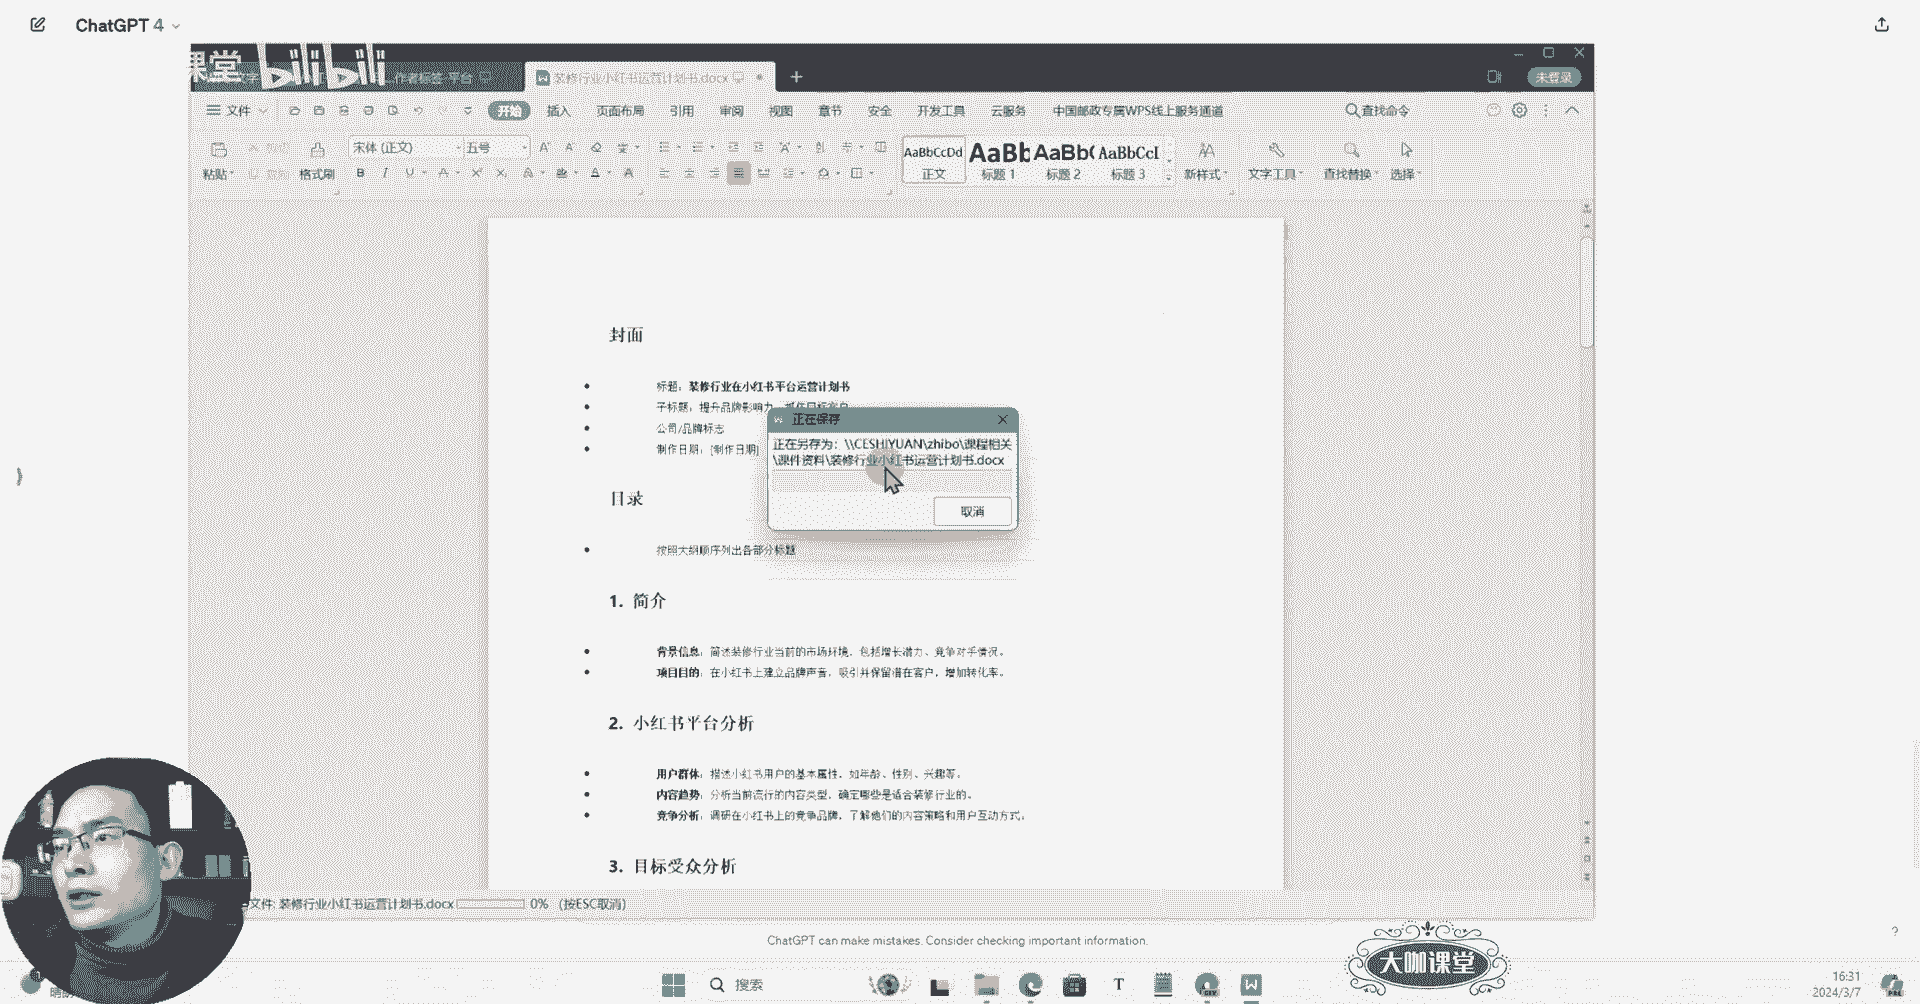 ChatGPT 4
课堂 bilibili
作者标签-平台
装修行业小红书运营计划书.docx
未登录
文件
开始 插入 页面布局 引用 审阅 视图 章节 安全 开发工具 云服务 中国邮政专属WPS线上服务通道
查找命令
宋体 (正文) 五号
AaBbCcDd AaBb AaBb( AaBbCcI
粘贴 格式刷
正文 标题 1 标题 2 标题 3 新样式 文字工具 查找替换 选择
封面
标题：装修行业在小红书平台运营计划书
子标题：提升品牌影响力
公司/品牌标志
制作日期：[制作日期]
正在保存
正在另存为：\\CESHIYUAN\zhibo\课程相关
\课件资料\装修行业小红书运营计划书.docx
取消
目录
按照大纲顺序列出各部分标题
1. 简介
背景信息：简述装修行业当前的市场环境，包括增长潜力、竞争对手情况。
项目目的：在小红书上建立品牌声音，吸引并保留潜在客户，增加转化率。
2. 小红书平台分析
用户群体：描述小红书用户的基本属性，如年龄、性别、兴趣等。
内容趋势：分析当前流行的内容类型，确定哪些是适合装修行业的。
竞争分析：调研在小红书上的竞争品牌，了解他们的内容策略和用户互动方式。
3. 目标受众分析
文件: 装修行业小红书运营计划书.docx 0% (按ESC取消)
ChatGPT can make mistakes. Consider checking important information.
?
大咖课堂
搜索
16:31
2024/3/7